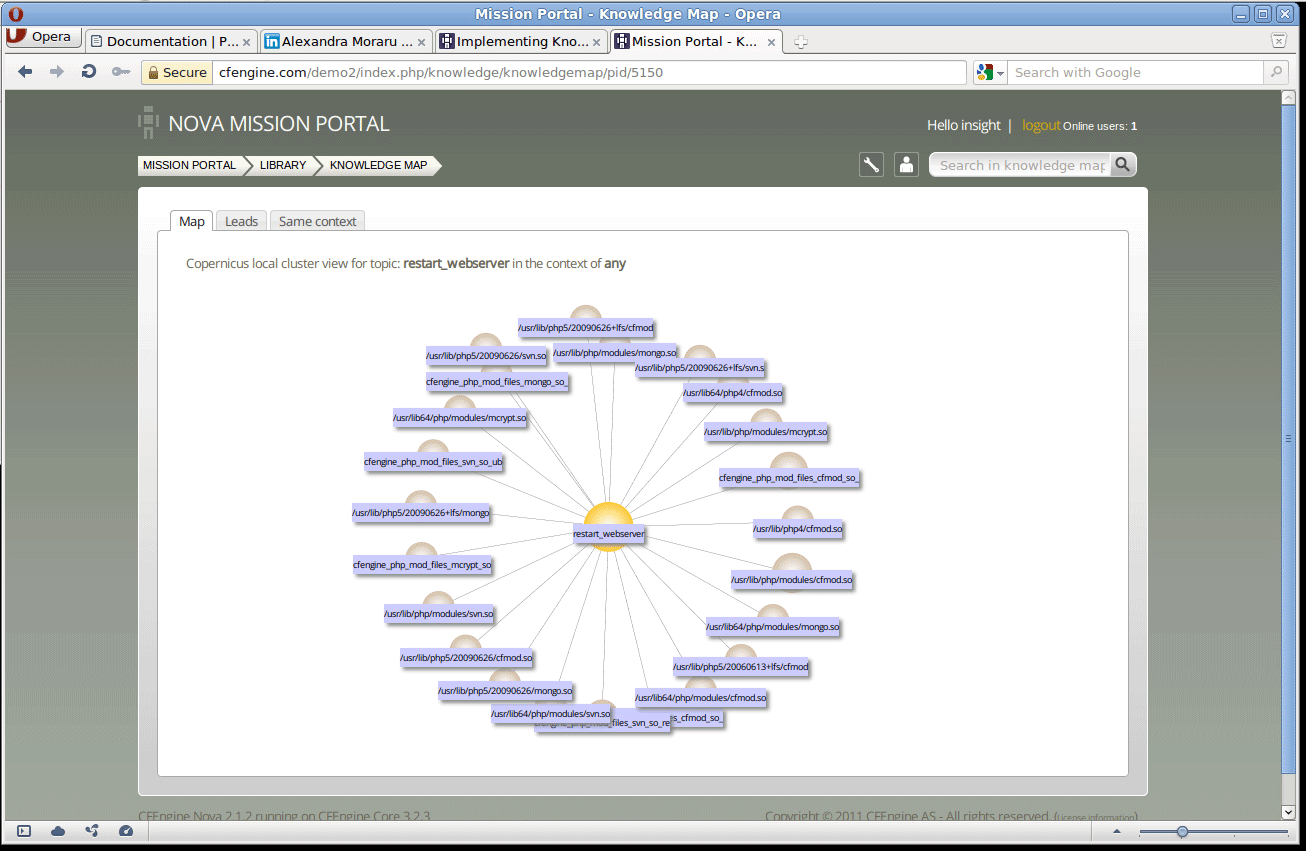 Mission Portal - Knowledge Map - Opera
Opera
Documentation | P...
Alexandra Moraru ...
Implementing Kno...
Mission Portal - K...
Secure
cfengine.com/demo2/index.php/knowledge/knowledgemap/pid/5150
Search with Google
NOVA MISSION PORTAL
Hello insight | logout Online users: 1
MISSION PORTAL
LIBRARY
KNOWLEDGE MAP
Search in knowledge map
Map
Leads
Same context
Copernicus local cluster view for topic: restart_webserver in the context of any
/usr/lib/php5/20090626+lfs/cfmod
/usr/lib/php5/20090626/svn.so
/usr/lib/php/modules/mongo.so
/usr/lib/php5/20090626+lfs/svn.s
cfengine_php_mod_files_mongo_so_
/usr/lib64/php4/cfmod.so
/usr/lib64/php/modules/mcrypt.so
/usr/lib/php/modules/mcrypt.so
cfengine_php_mod_files_svn_so_ub
cfengine_php_mod_files_cfmod_so_
/usr/lib/php5/20090626+lfs/mongo
/usr/lib/php4/cfmod.so
restart_webserver
cfengine_php_mod_files_mcrypt_so
/usr/lib/php/modules/cfmod.so
/usr/lib/php/modules/svn.so
/usr/lib64/php/modules/mongo.so
/usr/lib/php5/20090626/cfmod.so
/usr/lib/php5/20060613+lfs/cfmod
/usr/lib/php5/20090626/mongo.so
/usr/lib64/php/modules/cfmod.so
/usr/lib64/php/modules/svn.so
_files_svn_so_re
s_cfmod_so_
CFEngine Nova 2.1.2 running on CFEngine Core 3.2.3
Copyright © 2011 CFEngine AS - All rights reserved. (License information)